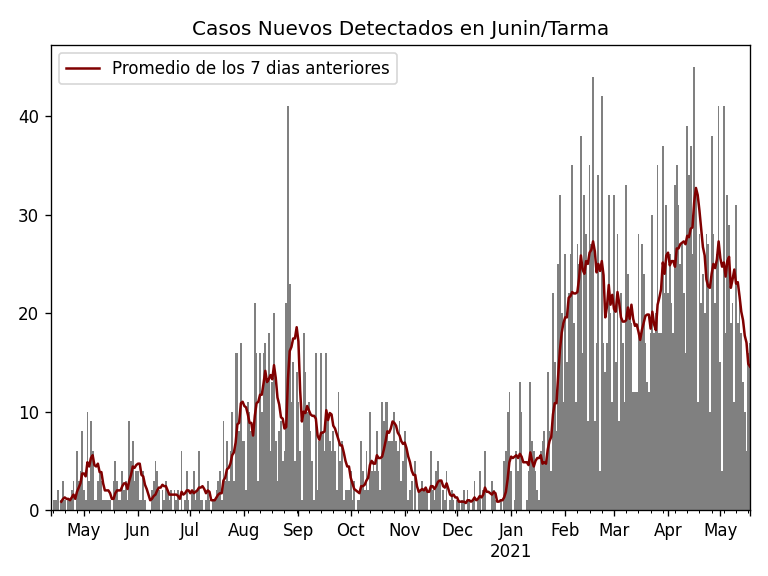 Casos Nuevos Detectados en Junin/Tarma
Promedio de los 7 dias anteriores
40
30
20
10
0
May Jun Jul Aug Sep Oct Nov Dec Jan Feb Mar Apr May
2021